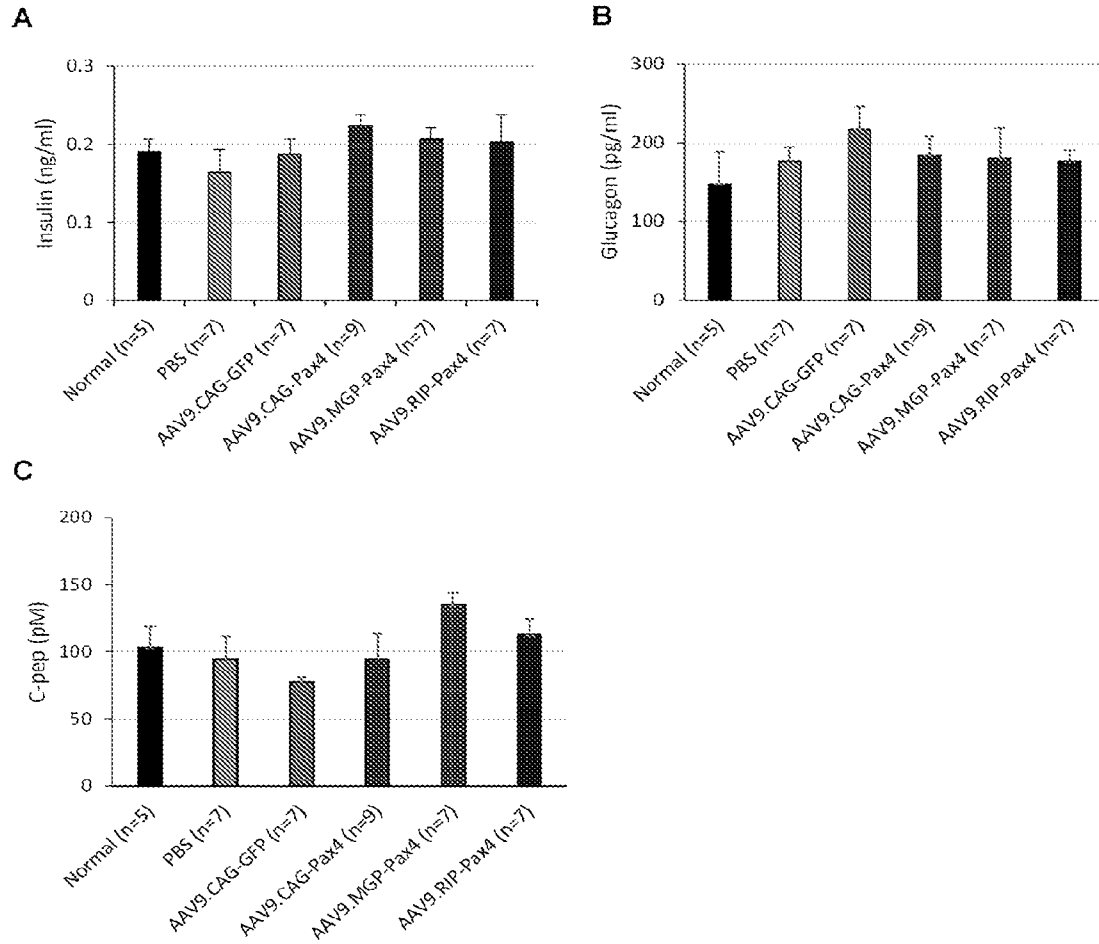 A
Insulin (ng/ml)
0.3
0.2
0.1
0
Normal (n=5)
PBS (n=7)
AAV9.CAG-GFP (n=7)
AAV9.CAG-Pax4 (n=9)
AAV9.MGP-Pax4 (n=7)
AAV9.RIP-Pax4 (n=7)
B
Glucagon (pg/ml)
300
200
100
0
Normal (n=5)
PBS (n=7)
AAV9.CAG-GFP (n=7)
AAV9.CAG-Pax4 (n=9)
AAV9.MGP-Pax4 (n=7)
AAV9.RIP-Pax4 (n=7)
C
C-pep (pM)
200
150
100
50
0
Normal (n=5)
PBS (n=7)
AAV9.CAG-GFP (n=7)
AAV9.CAG-Pax4 (n=9)
AAV9.MGP-Pax4 (n=7)
AAV9.RIP-Pax4 (n=7)